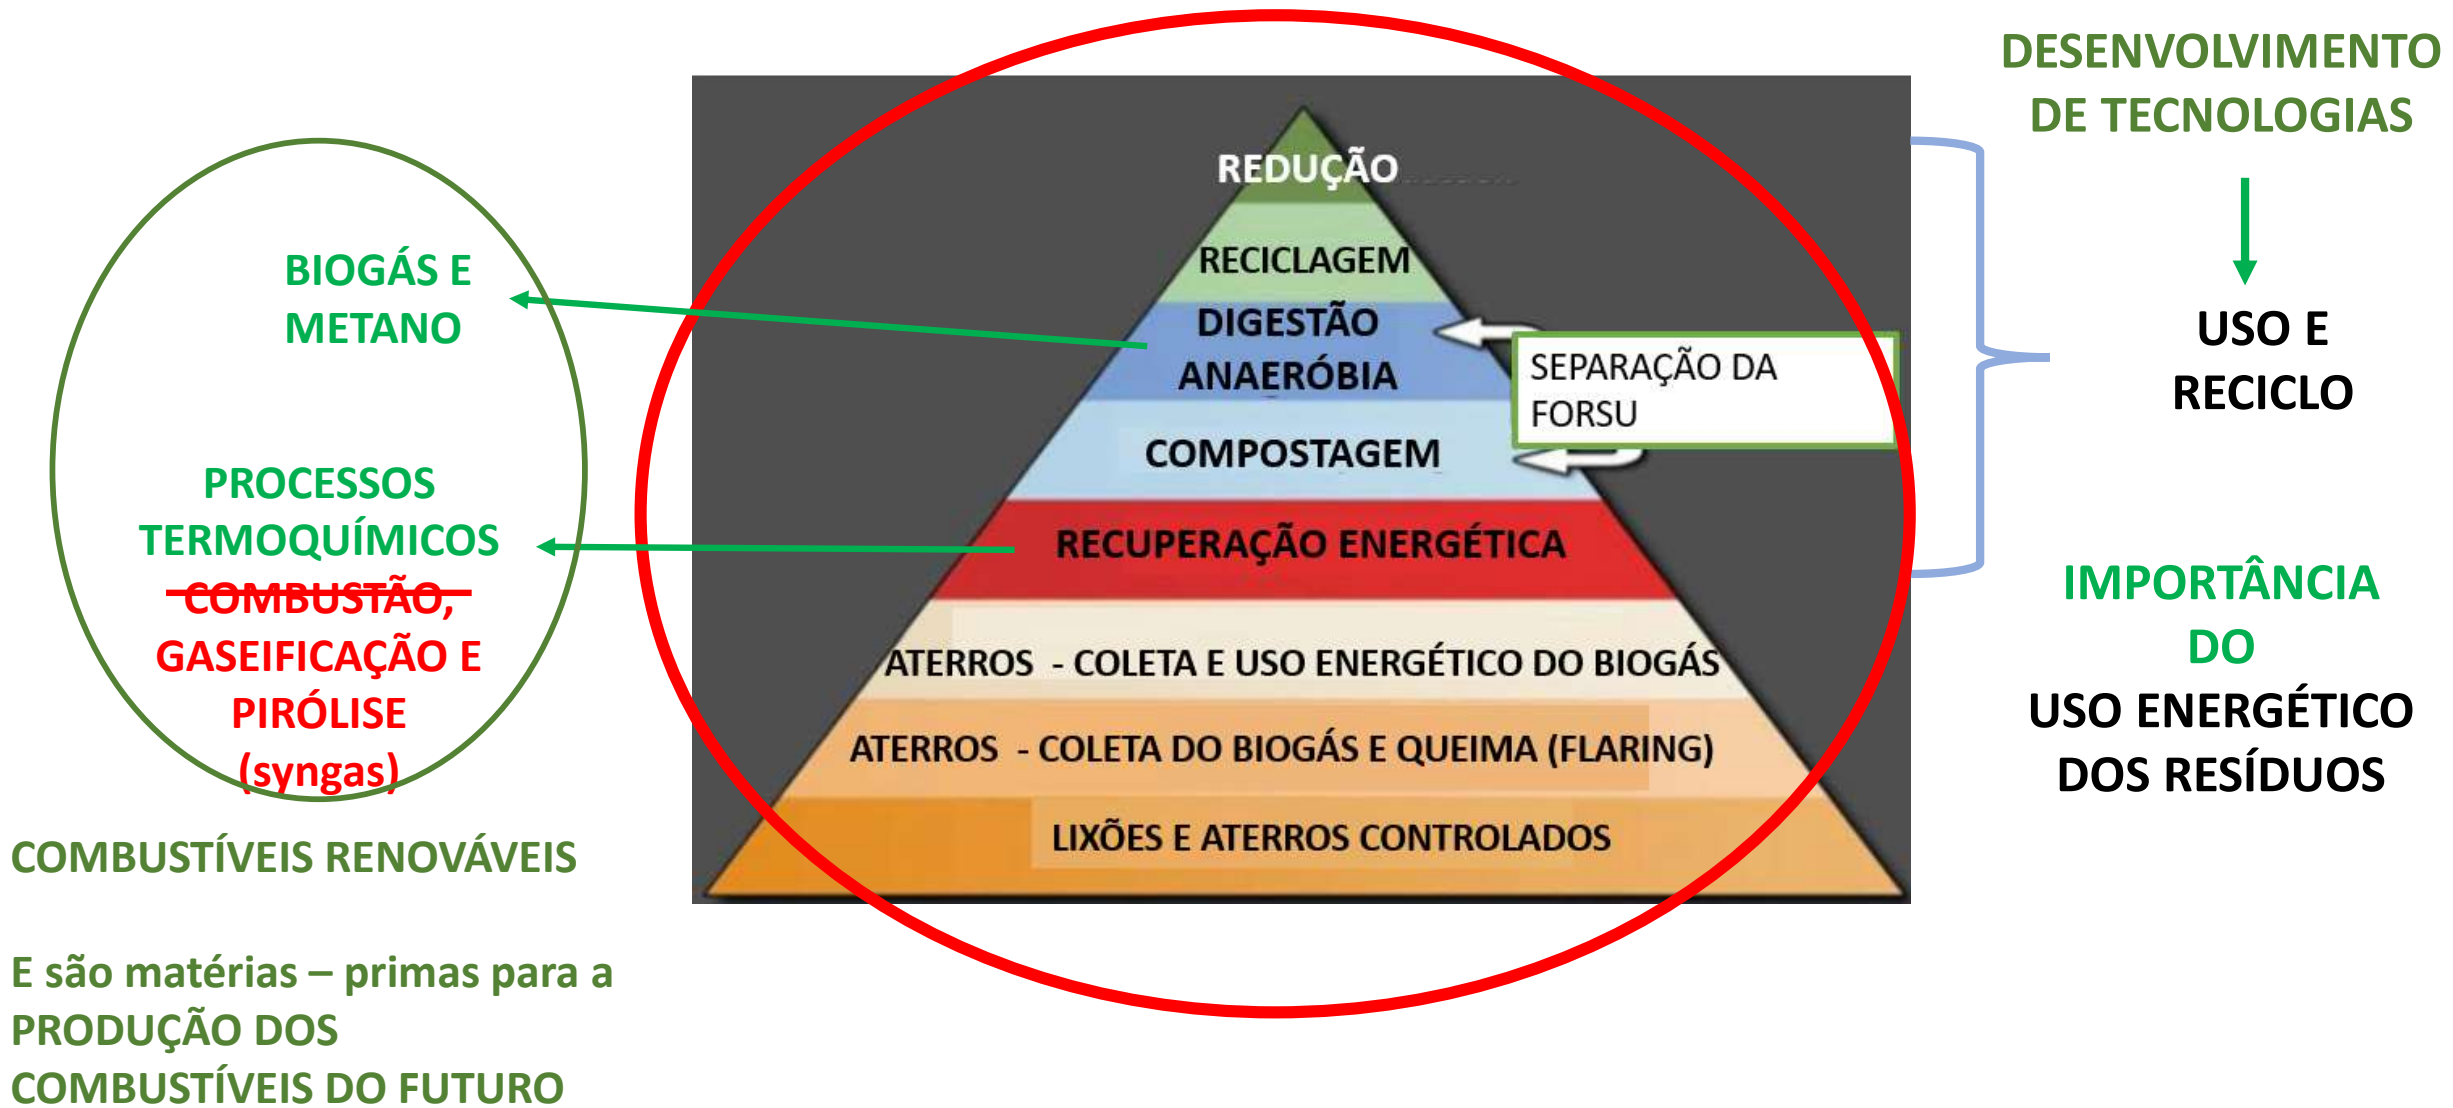 BIOGÁS E
METANO
PROCESSOS
TERMOQUÍMICOS
COMBUSTÃO,
GASEIFICAÇÃO E
PIRÓLISE
(syngas)
COMBUSTÍVEIS RENOVÁVEIS
E são matérias – primas para a
PRODUÇÃO DOS
COMBUSTÍVEIS DO FUTURO
REDUÇÃO
RECICLAGEM
DIGESTÃO
ANAERÓBIA
SEPARAÇÃO DA
FORSU
COMPOSTAGEM
RECUPERAÇÃO ENERGÉTICA
ATERROS - COLETA E USO ENERGÉTICO DO BIOGÁS
ATERROS - COLETA DO BIOGÁS E QUEIMA (FLARING)
LIXÕES E ATERROS CONTROLADOS
DESENVOLVIMENTO
DE TECNOLOGIAS
USO E
RECICLO
IMPORTÂNCIA
DO
USO ENERGÉTICO
DOS RESÍDUOS